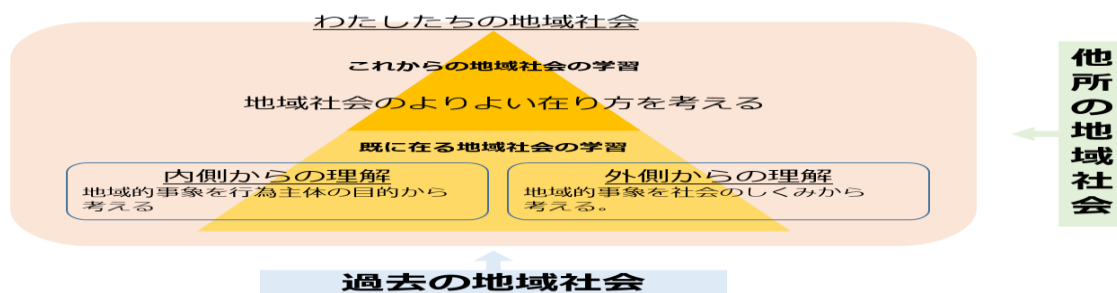 わたしたちの地域社会
これからの地域社会の学習
地域社会のよりよい在り方を考える
既に在る地域社会の学習
内側からの理解
地域的事象を行為主体の目的から
考える
外側からの理解
地域的事象を社会のしくみから
考える。
過去の地域社会
他所の地域社会